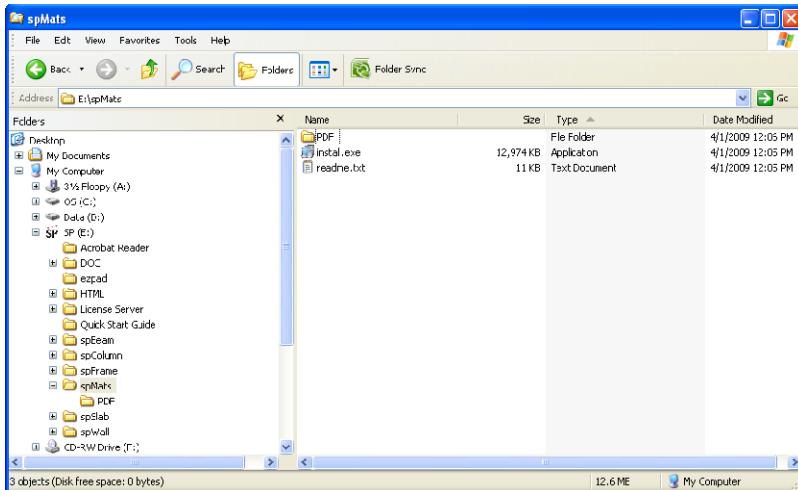 spMats
File Edit View Favorites Tools Help
Back Search Folders Folder Sync
Address E:\spMats Go
Folders × Name Size Type Date Modified
Desktop
My Documents
My Computer
3½ Floppy (A:)
OS (C:)
Data (D:)
SP (E:)
Acrobat Reader
DOC
ezpad
HTML
License Server
Quick Start Guide
spBeam
spColumn
spFrame
spMats
PDF
spSlab
spWall
CD-RW Drive (F:)
PDF File Folder 4/1/2009 12:05 PM
install.exe 12,974 KB Application 4/1/2009 12:05 PM
readme.txt 11 KB Text Document 4/1/2009 12:05 PM
3 objects (Disk free space: 0 bytes) 12.6 MB My Computer